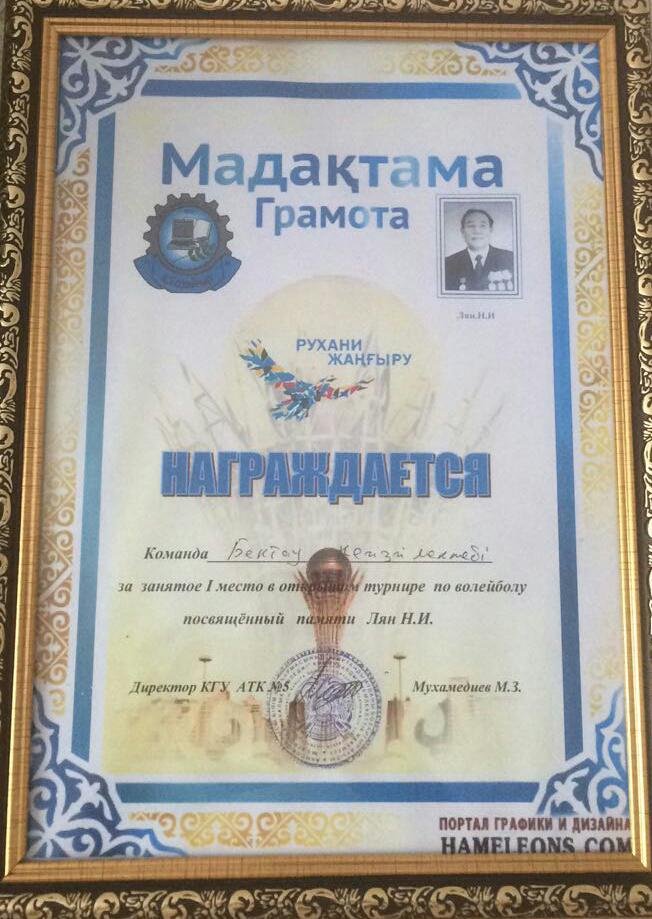 Мадақтама
Грамота
Лян.Н.И
РУХАНИ
ЖАҢҒЫРУ
НАГРАЖДАЕТСЯ
Команда Бектау негізгі мектебі
за занятое I место в открытом турнире по волейболу
посвящённый памяти Лян Н.И.
Директор КГУ АТК №5 Мухамедиев М.З.
ПОРТАЛ ГРАФИКИ И ДИЗАЙНА
HAMELEONS.COM